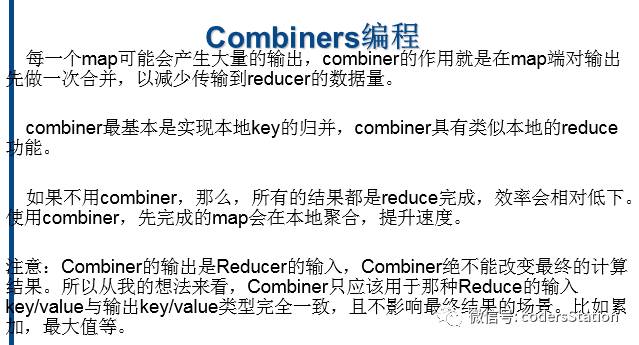 Combiners编程
每一个map可能会产生大量的输出，combiner的作用就是在map端对输出
先做一次合并，以减少传输到reducer的数据量。
combiner最基本是实现本地key的归并，combiner具有类似本地的reduce
功能。
如果不用combiner，那么，所有的结果都是reduce完成，效率会相对低下。
使用combiner，先完成的map会在本地聚合，提升速度。
注意：Combiner的输出是Reducer的输入，Combiner绝不能改变最终的计算
结果。所以从我的想法来看，Combiner只应该用于那种Reduce的输入
key/value与输出key/value类型完全一致，且不影响最终结果的场景。比如累
加，最大值等。
微信号: codersStation